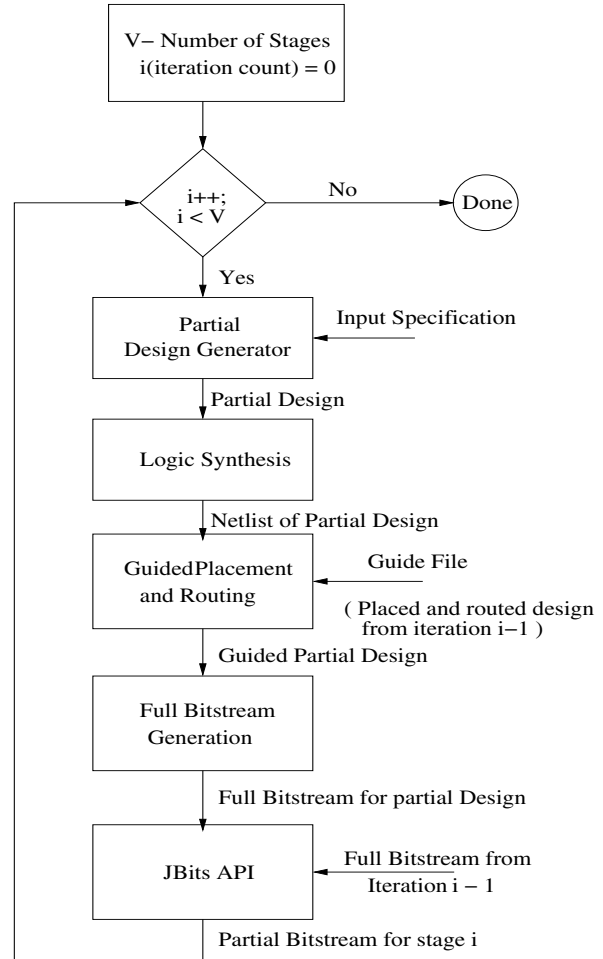 V− Number of Stages
i(iteration count) = 0
i++;
i < V
No
Done
Yes
Partial
Design Generator
Input Specification
Partial Design
Logic Synthesis
Netlist of Partial Design
Guided Placement
and Routing
Guide File
( Placed and routed design
from iteration i−1 )
Guided Partial Design
Full Bitstream
Generation
Full Bitstream for partial Design
JBits API
Full Bitstream from
Iteration i − 1
Partial Bitstream for stage i